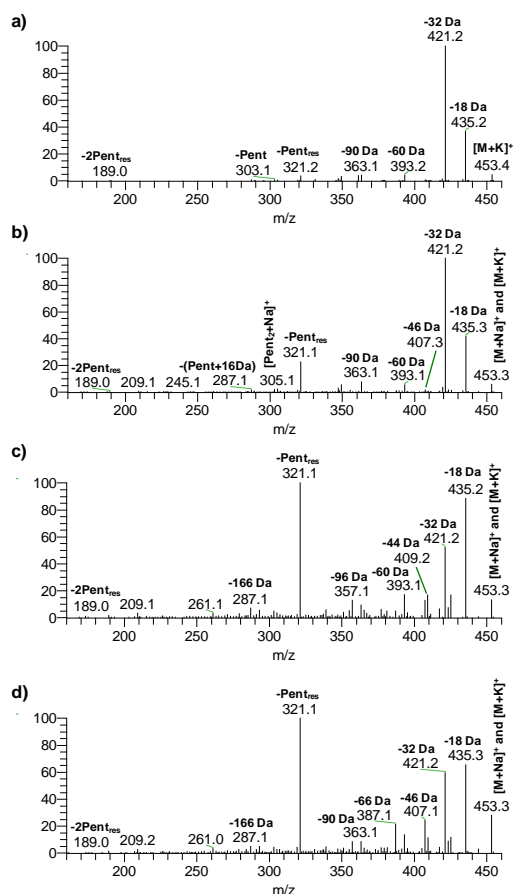 a)
-32 Da
421.2
-18 Da
435.2
[M+K]⁺
453.4
-2Pentres
189.0
-Pent
303.1
-Pentres
321.2
-90 Da
363.1
-60 Da
393.2
100
80
60
40
20
0
200 250 300 350 400 450
m/z
b)
-32 Da
421.2
-18 Da
435.3
[M+Na]⁺ and [M+K]⁺
453.3
-46 Da
407.3
-2Pentres
189.0
209.1
245.1
-(Pent+16Da)
287.1
[Pent₂+Na]⁺
305.1
-Pentres
321.1
-90 Da
363.1
-60 Da
393.1
100
80
60
40
20
0
200 250 300 350 400 450
m/z
c)
-Pentres
321.1
-18 Da
435.2
[M+Na]⁺ and [M+K]⁺
453.3
-32 Da
421.2
-44 Da
409.2
-60 Da
393.1
-96 Da
357.1
-166 Da
287.1
261.1
209.1
-2Pentres
189.0
100
80
60
40
20
0
200 250 300 350 400 450
m/z
d)
-Pentres
321.1
-18 Da
435.3
[M+Na]⁺ and [M+K]⁺
453.3
-32 Da
421.2
-66 Da
387.1
-46 Da
407.1
-90 Da
363.1
-166 Da
287.1
261.0
209.2
-2Pentres
189.0
100
80
60
40
20
0
200 250 300 350 400 450
m/z